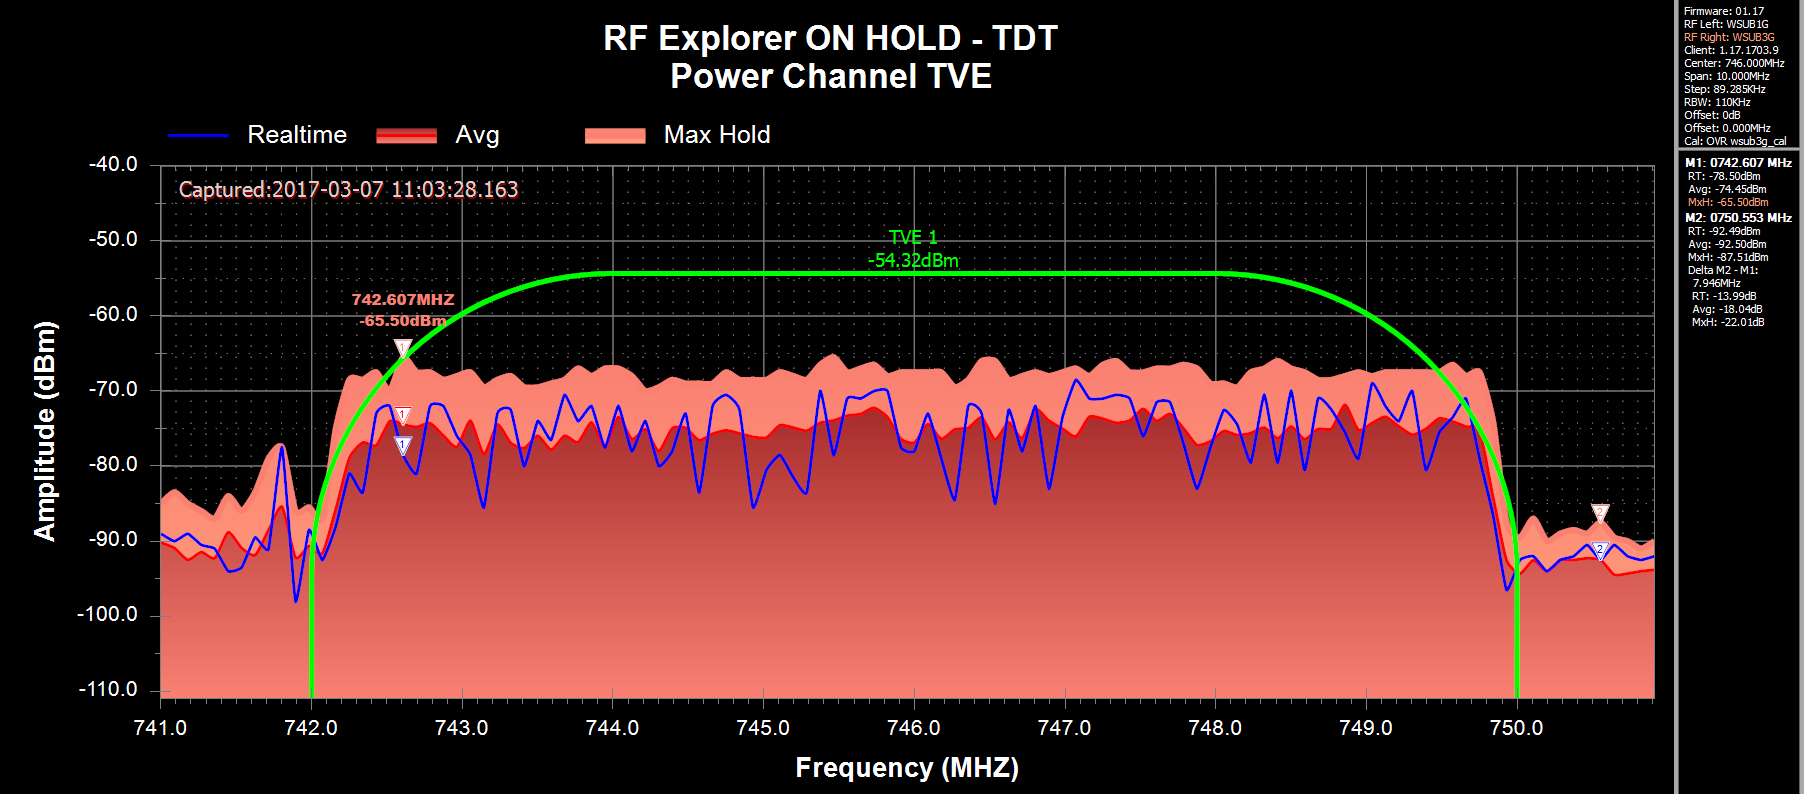 RF Explorer ON HOLD - TDT
Power Channel TVE
Realtime
Avg
Max Hold
Captured:2017-03-07 11:03:28.163
TVE 1
-54.32dBm
742.607MHZ
-65.50dBm
1
1
1
2
2
Amplitude (dBm)
-40.0
-50.0
-60.0
-70.0
-80.0
-90.0
-100.0
-110.0
741.0 742.0 743.0 744.0 745.0 746.0 747.0 748.0 749.0 750.0
Frequency (MHZ)
Firmware: 01.17
RF Left: WSUB1G
RF Right: WSUB3G
Client: 1.17.1703.9
Center: 746.000MHz
Span: 10.000MHz
Step: 89.285KHz
RBW: 110KHz
Offset: 0dB
Offset: 0.000MHz
Cal: OVR wsub3g_cal
M1: 0742.607 MHz
RT: -78.50dBm
Avg: -74.45dBm
MxH: -65.50dBm
M2: 0750.553 MHz
RT: -92.49dBm
Avg: -92.50dBm
MxH: -87.51dBm
Delta M2 - M1:
7.946MHz
RT: -13.99dB
Avg: -18.04dB
MxH: -22.01dB